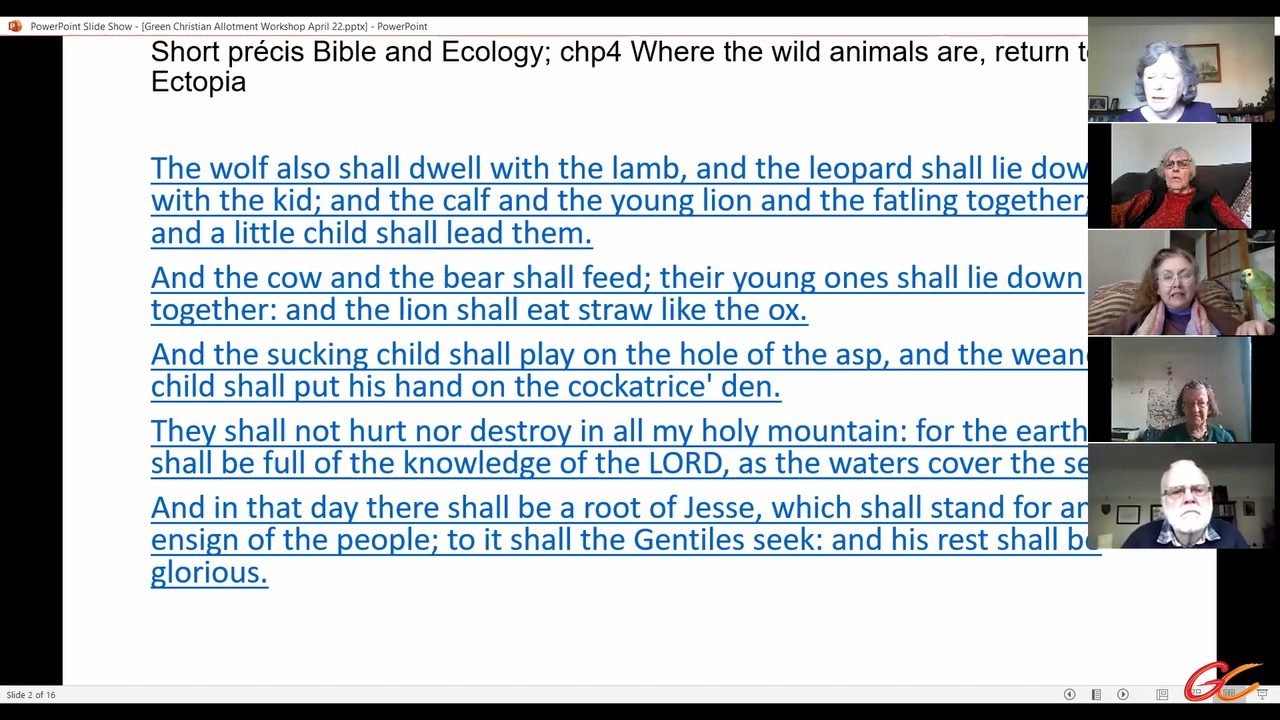 PowerPoint Slide Show - [Green Christian Allotment Workshop April 22.pptx] - PowerPoint
Short précis Bible and Ecology; chp4 Where the wild animals are, return t
Ectopia
The wolf also shall dwell with the lamb, and the leopard shall lie dow
with the kid; and the calf and the young lion and the fatling together;
and a little child shall lead them.
And the cow and the bear shall feed; their young ones shall lie down
together: and the lion shall eat straw like the ox.
And the sucking child shall play on the hole of the asp, and the wean
child shall put his hand on the cockatrice' den.
They shall not hurt nor destroy in all my holy mountain: for the earth
shall be full of the knowledge of the LORD, as the waters cover the se
And in that day there shall be a root of Jesse, which shall stand for an
ensign of the people; to it shall the Gentiles seek: and his rest shall be
glorious.
Slide 2 of 16
GC